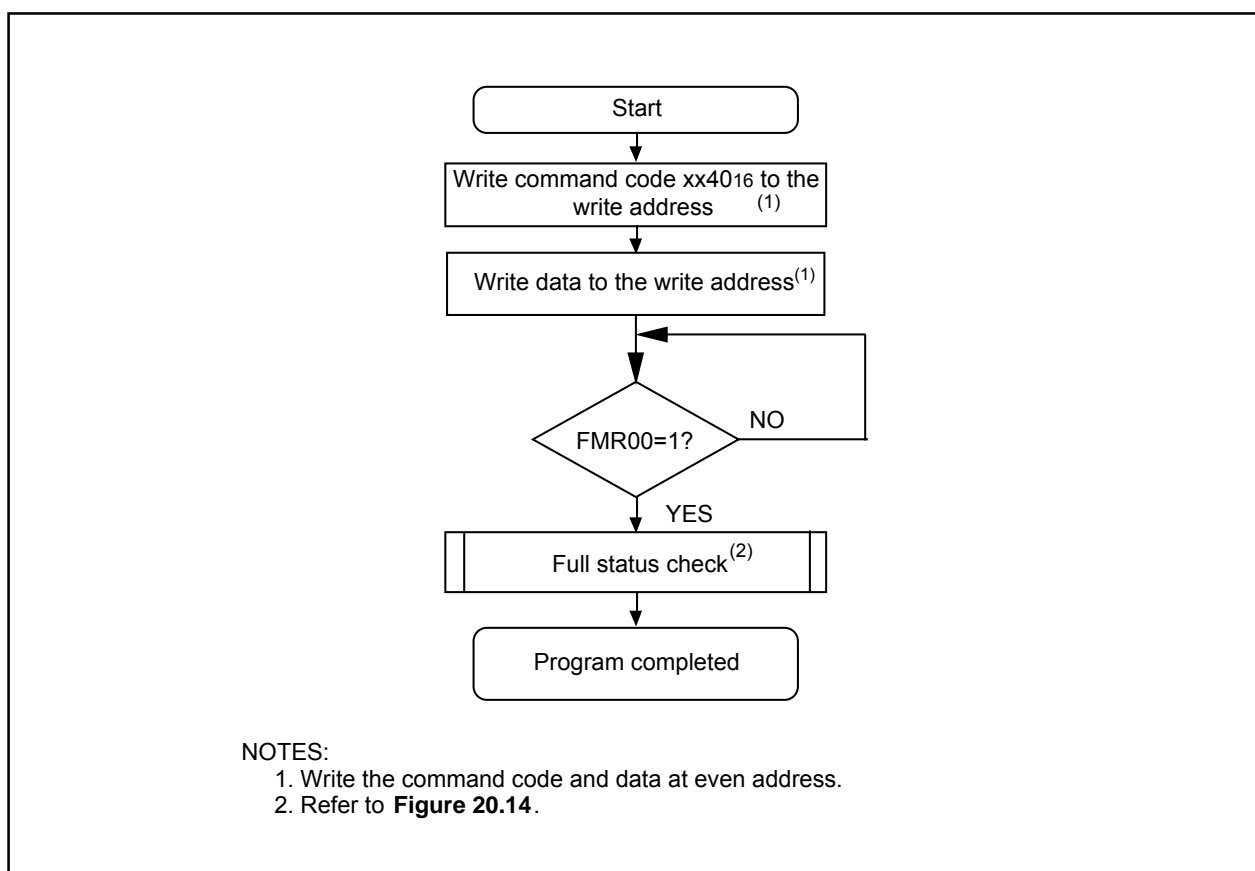 Start
Write command code xx4016 to the
write address (1)
Write data to the write address(1)
FMR00=1?
NO
YES
Full status check(2)
Program completed
NOTES:
1. Write the command code and data at even address.
2. Refer to Figure 20.14.